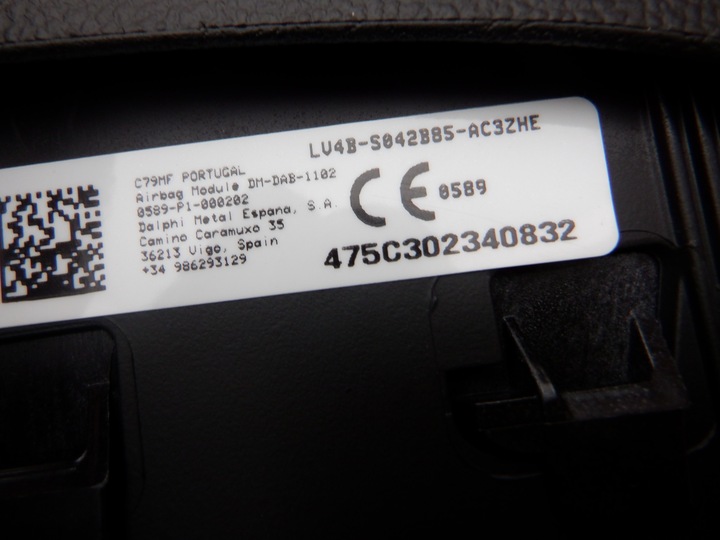 LV4B-S042B85-AC3ZHE
C79MF PORTUGAL
Airbag Module DM-DAB-1102
0589-P1-000202
Dalphi Metal Espana, S.A.
Camino Caramuxo 35
36213 Vigo, Spain
+34 986293129
CE 0589
475C302340832